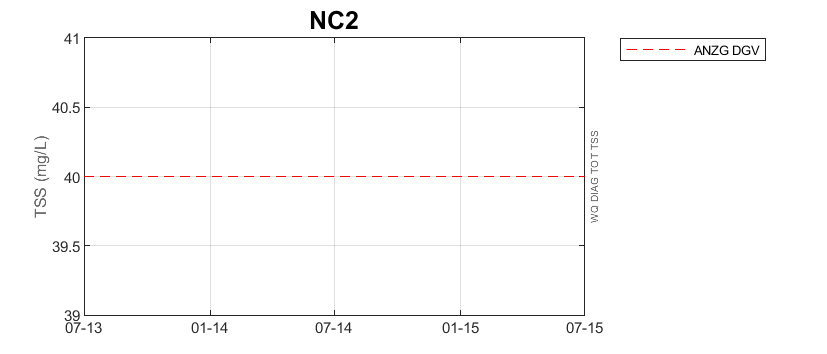 NC2
41
40.5
40
39.5
39
TSS (mg/L)
07-13
01-14
07-14
01-15
07-15
WQ DIAG TOT TSS
ANZG DGV